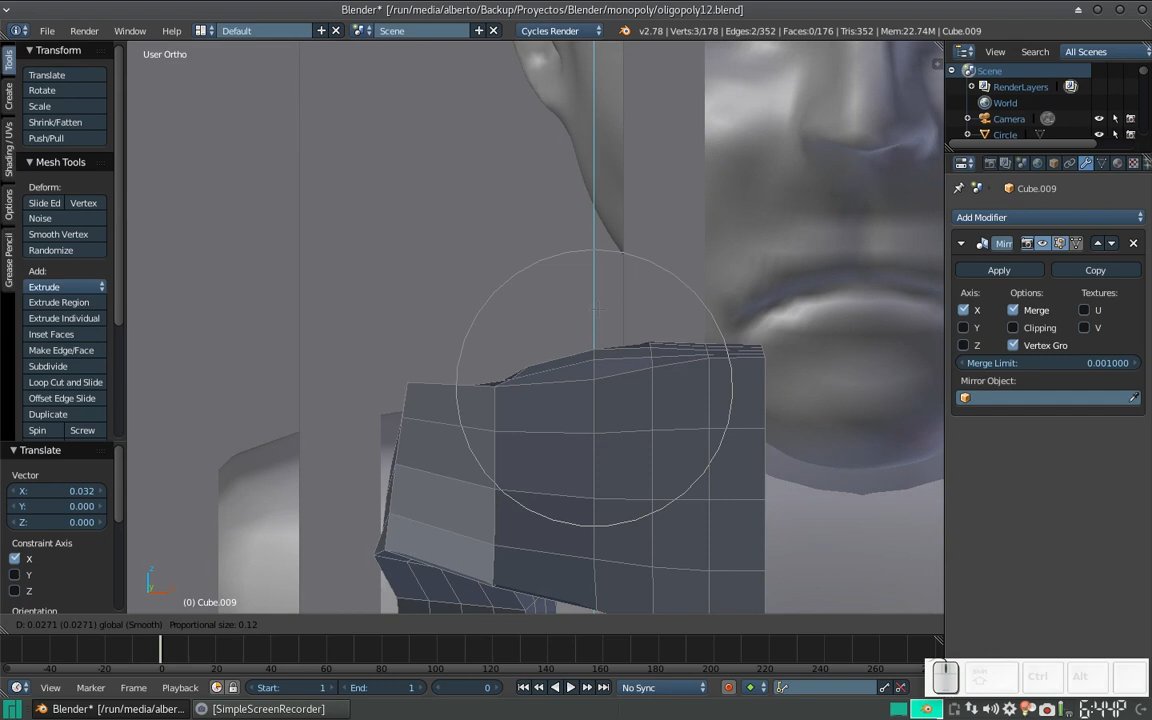 Blender* [/run/media/alberto/Backup/Proyectos/Blender/monopoly/oligopoly12.blend]
File Render Window Help Default Scene Cycles Render v2.78 | Verts:3/178 | Edges:2/352 | Faces:0/176 | Tris:352 | Mem:22.74M | Cube.009
Tools
Create
Shading / UVs
Options
Grease Pencil
Transform
Translate
Rotate
Scale
Shrink/Fatten
Push/Pull
Mesh Tools
Deform:
Slide Ed Vertex
Noise
Smooth Vertex
Randomize
Add:
Extrude
Extrude Region
Extrude Individual
Inset Faces
Make Edge/Face
Subdivide
Loop Cut and Slide
Offset Edge Slide
Duplicate
Spin Screw
Translate
Vector
X: 0.032
Y: 0.000
Z: 0.000
Constraint Axis
X
Y
Z
Orientation
User Ortho
z
(0) Cube.009
D: 0.0271 (0.0271) global (Smooth) Proportional size: 0.12
View Search All Scenes
Scene
RenderLayers
World
Camera
Circle
Cube.009
Add Modifier
Mirr
Apply Copy
Axis: Options: Textures:
X Merge U
Y Clipping V
Z Vertex Gro
Merge Limit: 0.001000
Mirror Object:
-40 -20 0 20 40 60 80 100 120 140 160 180 200 220 240 260
View Marker Frame Playback Start: 1 End: 1 0 No Sync
Ctrl Alt
Blender* [/run/media/alber... [SimpleScreenRecorder] 6:44P